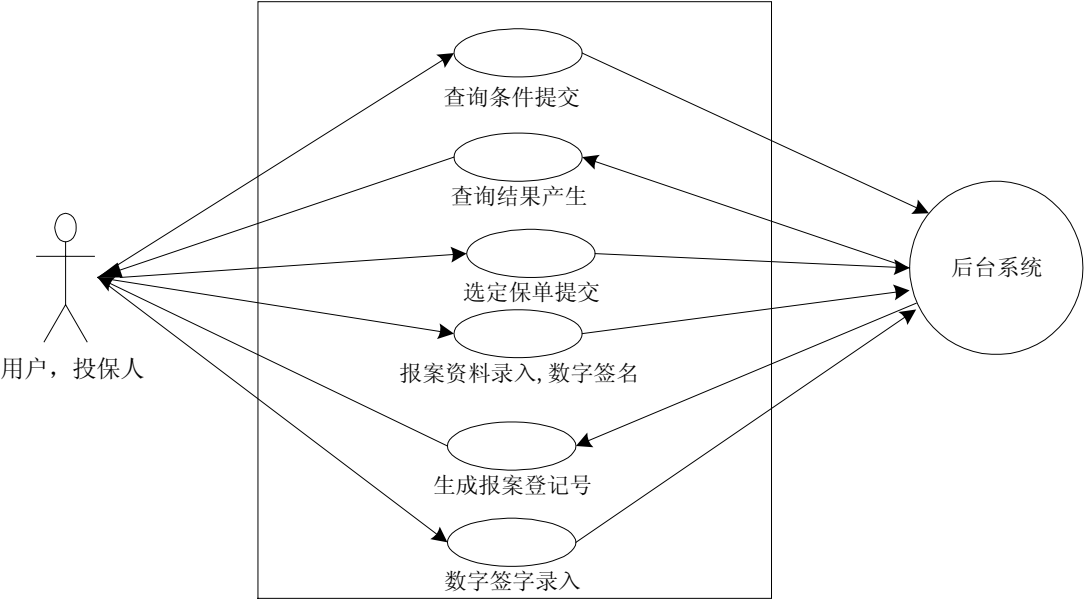 查询条件提交
查询结果产生
选定保单提交
后台系统
用户，投保人
报案资料录入,数字签名
生成报案登记号
数字签字录入